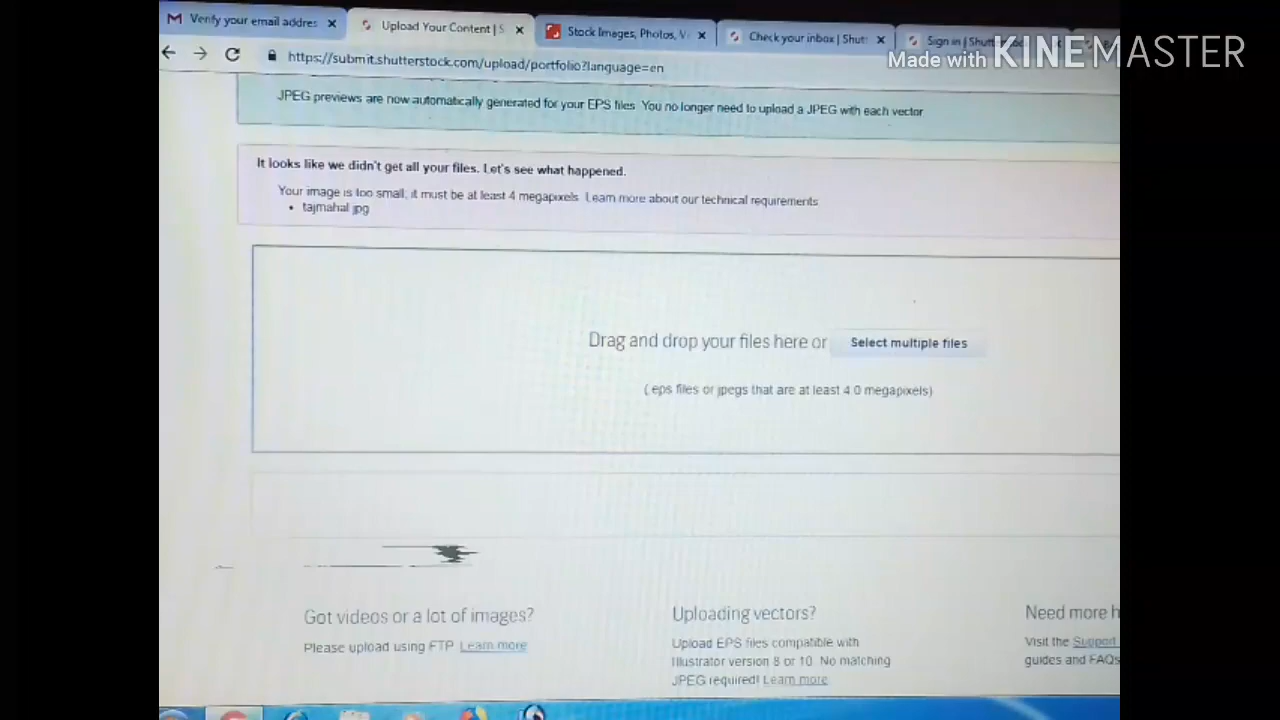 Verify your email addres
Upload Your Content | S
Stock Images, Photos, V
Check your inbox | Shut
Sign in | Shutt
Made with KINEMASTER
https://submit.shutterstock.com/upload/portfolio?language=en
JPEG previews are now automatically generated for your EPS files. You no longer need to upload a JPEG with each vector
It looks like we didn't get all your files. Let's see what happened.
Your image is too small, it must be at least 4 megapixels. Learn more about our technical requirements
• tajmahal.jpg
Drag and drop your files here or Select multiple files
(.eps files or jpegs that are at least 4.0 megapixels)
Got videos or a lot of images?
Please upload using FTP. Learn more
Uploading vectors?
Upload EPS files compatible with
Illustrator version 8 or 10. No matching
JPEG required! Learn more
Need more h
Visit the Support
guides and FAQs